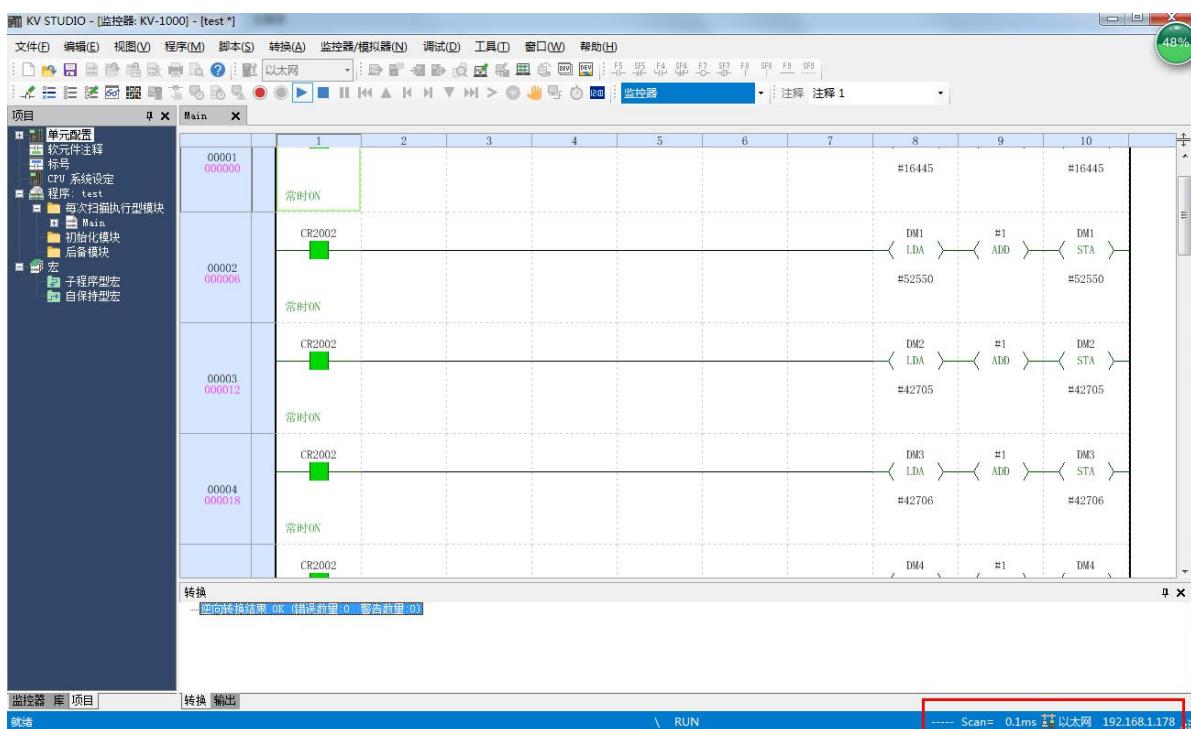 KV STUDIO - [监控器: KV-1000] - [test *]
48%
文件(F) 编辑(E) 视图(V) 程序(M) 脚本(S) 转换(A) 监控器/模拟器(N) 调试(D) 工具(T) 窗口(W) 帮助(H)
以太网
F5 SF5 F4 SF4 F7 SF7 F8 SF8 F9 SF9
监控器 注释 注释 1
项目
Main
单元配置
软元件注释
标号
CPU 系统设定
程序: test
每次扫描执行型模块
Main
初始化模块
后备模块
宏
子程序型宏
自保持型宏
1 2 3 4 5 6 7 8 9 10
00001
000000
#16445 #16445
常时ON
CR2002 DM1 #1 DM1
LDA ADD STA
00002
000006
#52550 #52550
常时ON
CR2002 DM2 #1 DM2
LDA ADD STA
00003
000012
#42705 #42705
常时ON
CR2002 DM3 #1 DM3
LDA ADD STA
00004
000018
#42706 #42706
常时ON
CR2002 DM4 #1 DM4
转换
逆向转换结果 OK (错误数量:0 警告数量:0)
监控器 库 项目
转换 输出
就绪
\ RUN
----- Scan= 0.1ms 以太网 192.168.1.178